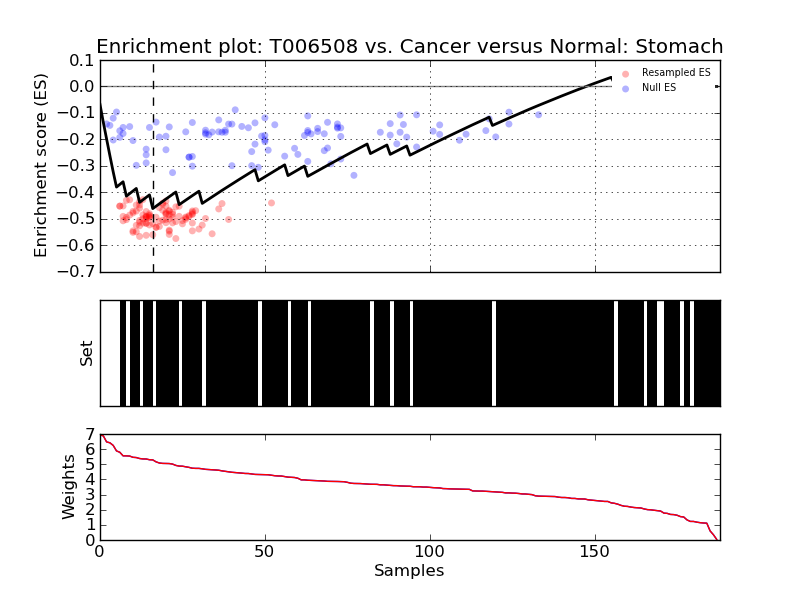 Enrichment plot: T006508 vs. Cancer versus Normal: Stomach
Enrichment score (ES)
0.1
0.0
−0.1
−0.2
−0.3
−0.4
−0.5
−0.6
−0.7
Resampled ES
Null ES
Set
Weights
7
6
5
4
3
2
1
0
0 50 100 150
Samples